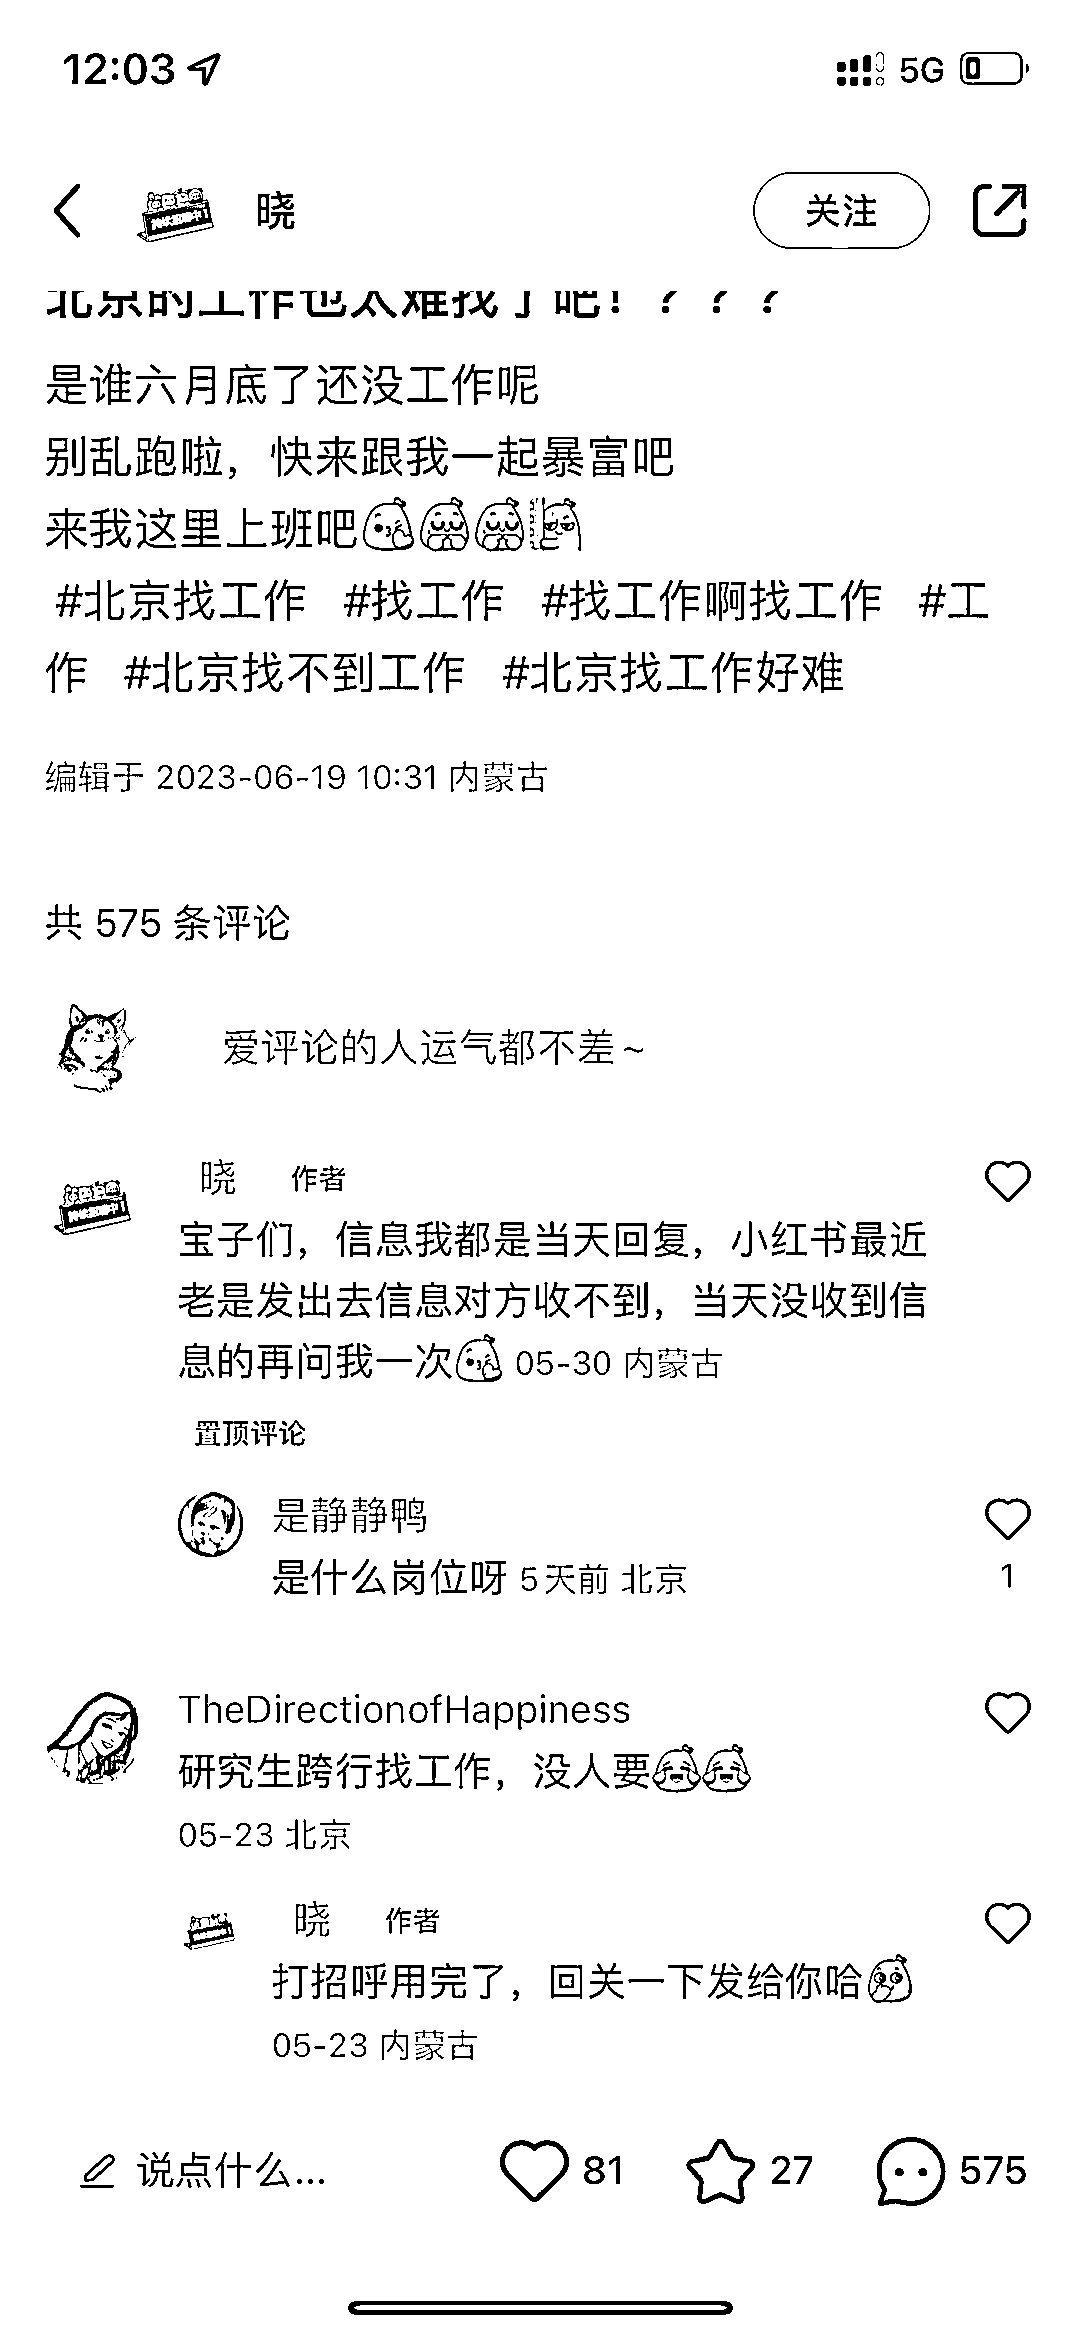 12:03
5G
晓
关注
北京的工作也太难找了吧！？？？
是谁六月底了还没工作呢
别乱跑啦，快来跟我一起暴富吧
来我这里上班吧
#北京找工作 #找工作 #找工作啊找工作 #工
作 #北京找不到工作 #北京找工作好难
编辑于 2023-06-19 10:31 内蒙古
共 575 条评论
爱评论的人运气都不差~
晓 作者
宝子们，信息我都是当天回复，小红书最近
老是发出去信息对方收不到，当天没收到信
息的再问我一次 05-30 内蒙古
置顶评论
是静静鸭
是什么岗位呀 5天前 北京
1
TheDirectionofHappiness
研究生跨行找工作，没人要
05-23 北京
晓 作者
打招呼用完了，回关一下发给你哈
05-23 内蒙古
说点什么...
81
27
575